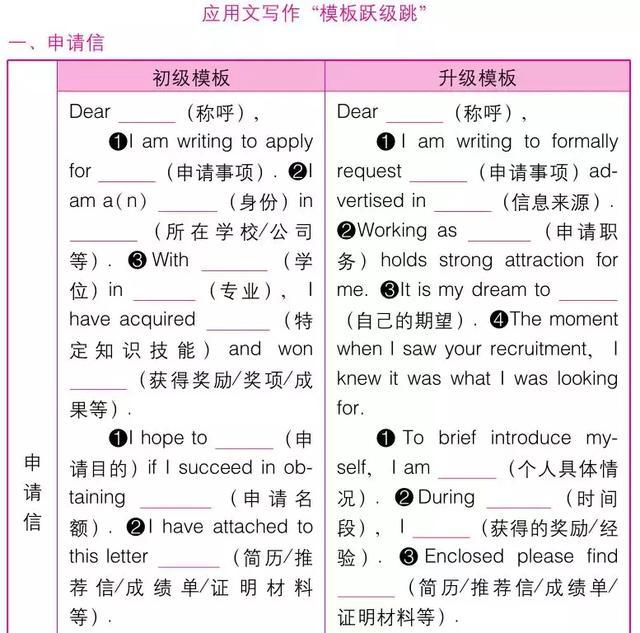 应用文写作“模板跃级跳”
一、申请信
初级模板
升级模板
申请信
Dear ______ (称呼),
❶I am writing to apply
for ______ (申请事项). ❷I
am a(n) ______ (身份) in
______ (所在学校/公司
等). ❸With ______ (学
位) in ______ (专业), I
have acquired ______ (特
定知识技能) and won
______ (获得奖励/奖项/成
果等).
❶I hope to ______ (申
请目的) if I succeed in ob-
taining ______ (申请名
额). ❷I have attached to
this letter ______ (简历/推
荐信/成绩单/证明材料
等).
Dear ______ (称呼),
❶I am writing to formally
request ______ (申请事项) ad-
vertised in ______ (信息来源).
❷Working as ______ (申请职
务) holds strong attraction for
me. ❸It is my dream to ______
(自己的期望). ❹The moment
when I saw your recruitment, I
knew it was what I was looking
for.
❶To brief introduce my-
self, I am ______ (个人具体情
况). ❷During ______ (时间
段), I ______ (获得的奖励/经
验). ❸Enclosed please find
______ (简历/推荐信/成绩单/
证明材料等).